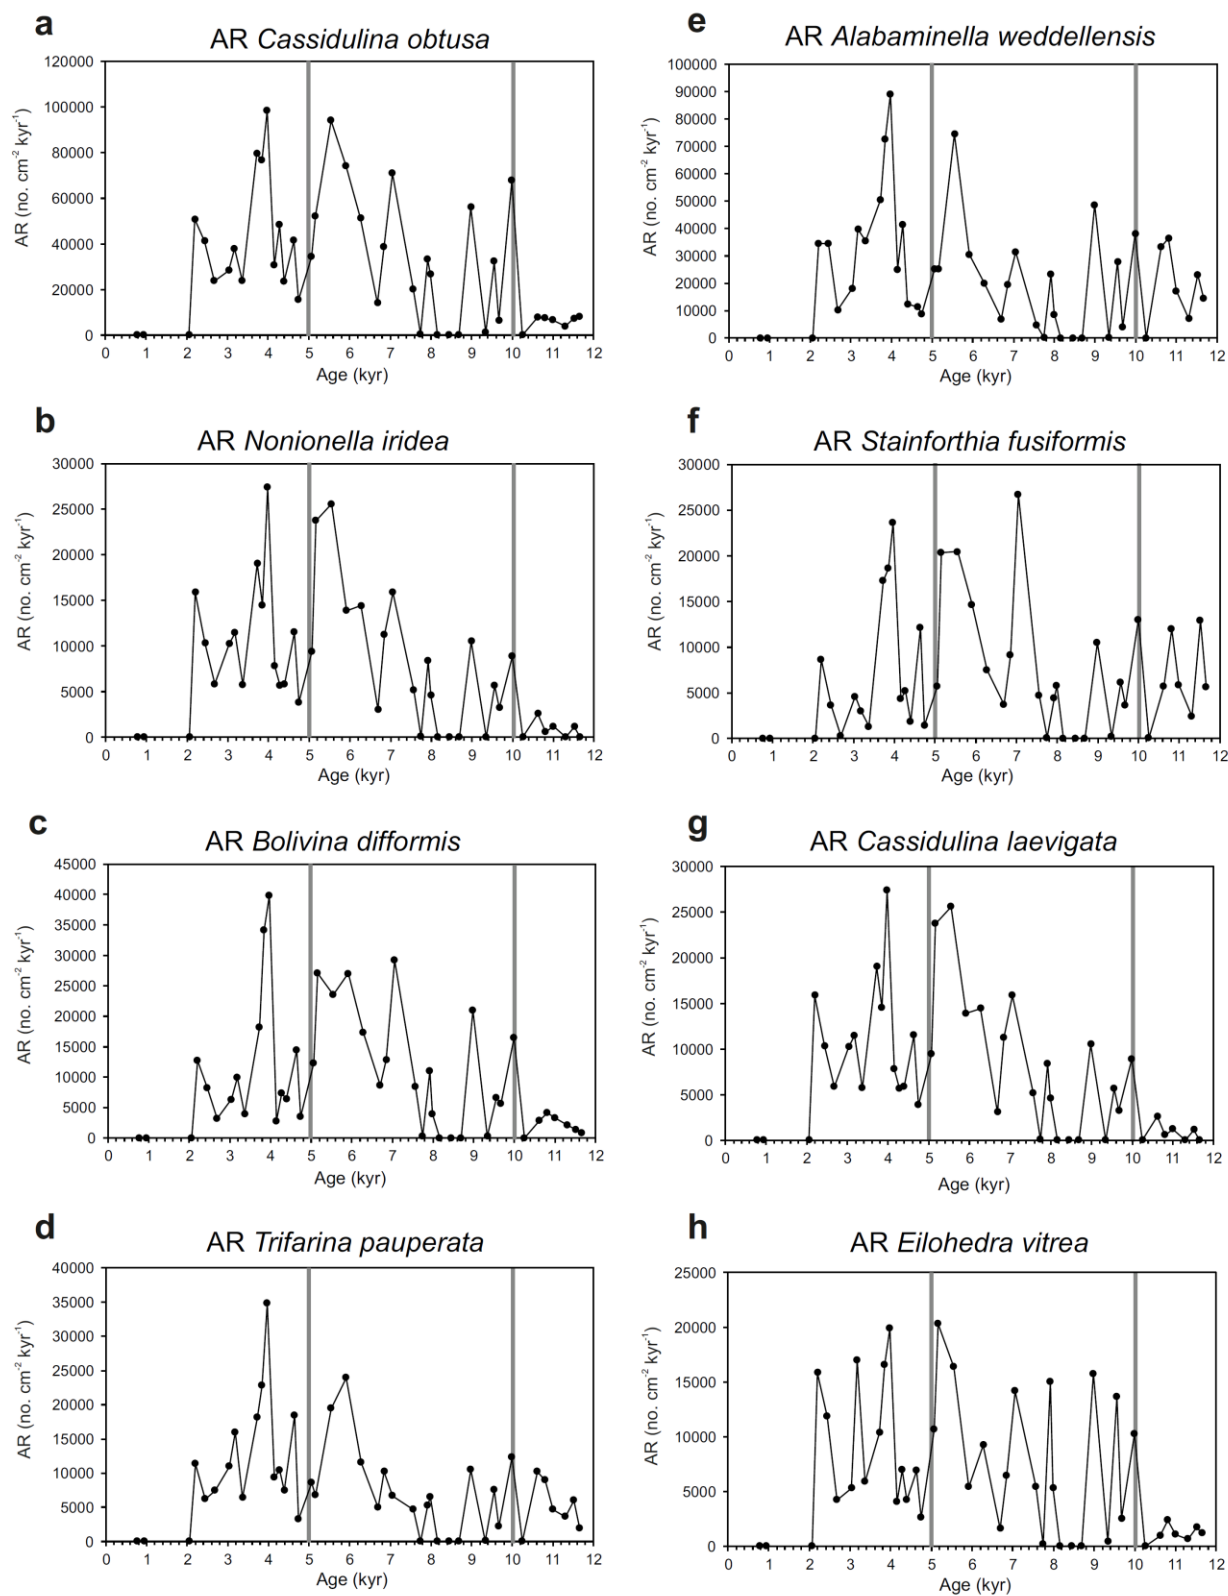 a
AR Cassidulina obtusa
120000
100000
80000
60000
40000
20000
0
AR (no. cm-2 kyr-1)
0 1 2 3 4 5 6 7 8 9 10 11 12
Age (kyr)
b
AR Nonionella iridea
30000
25000
20000
15000
10000
5000
0
AR (no. cm-2 kyr-1)
0 1 2 3 4 5 6 7 8 9 10 11 12
Age (kyr)
c
AR Bolivina difformis
45000
40000
35000
30000
25000
20000
15000
10000
5000
0
AR (no. cm-2 kyr-1)
0 1 2 3 4 5 6 7 8 9 10 11 12
Age (kyr)
d
AR Trifarina pauperata
40000
35000
30000
25000
20000
15000
10000
5000
0
AR (no. cm-2 kyr-1)
0 1 2 3 4 5 6 7 8 9 10 11 12
Age (kyr)
e
AR Alabaminella weddellensis
100000
90000
80000
70000
60000
50000
40000
30000
20000
10000
0
AR (no. cm-2 kyr-1)
0 1 2 3 4 5 6 7 8 9 10 11 12
Age (kyr)
f
AR Stainforthia fusiformis
30000
25000
20000
15000
10000
5000
0
AR (no. cm-2 kyr-1)
0 1 2 3 4 5 6 7 8 9 10 11 12
Age (kyr)
g
AR Cassidulina laevigata
30000
25000
20000
15000
10000
5000
0
AR (no. cm-2 kyr-1)
0 1 2 3 4 5 6 7 8 9 10 11 12
Age (kyr)
h
AR Eilohedra vitrea
25000
20000
15000
10000
5000
0
AR (no. cm-2 kyr-1)
0 1 2 3 4 5 6 7 8 9 10 11 12
Age (kyr)